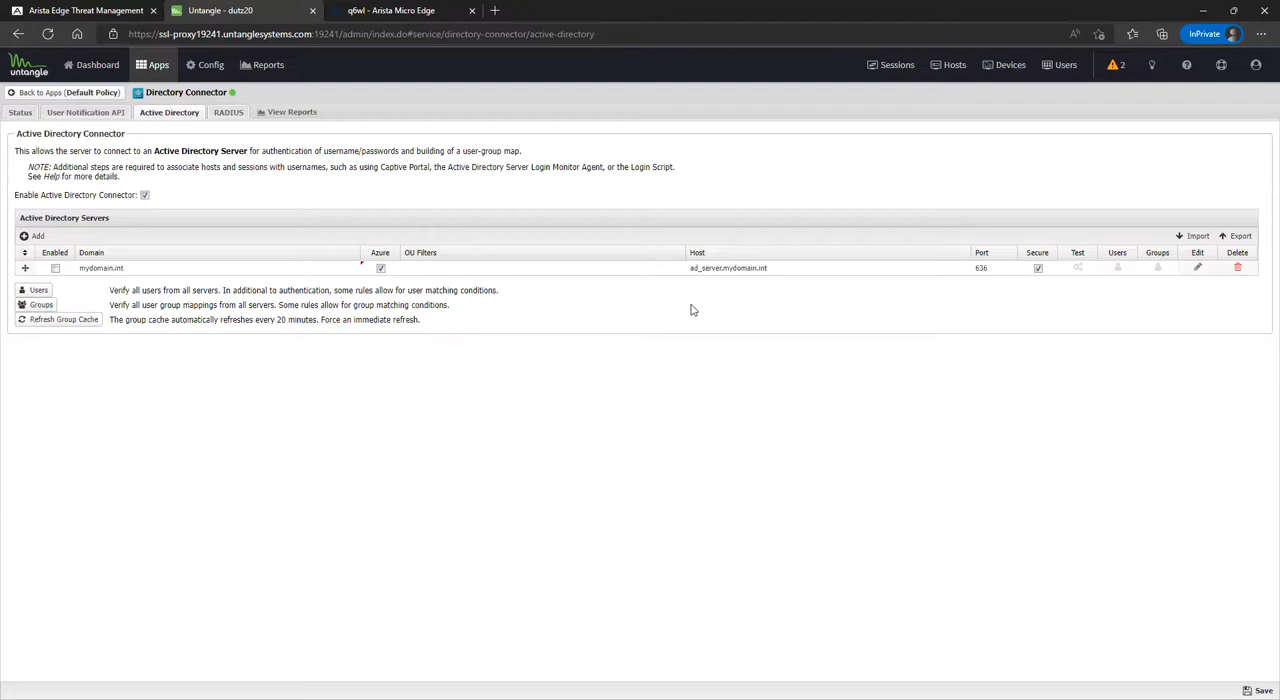 Arista Edge Threat Management
Untangle - dutz20
q6wl - Arista Micro Edge
https://ssl-proxy19241.untanglesystems.com:19241/admin/index.do#service/directory-connector/active-directory
InPrivate
untangle
Dashboard
Apps
Config
Reports
Sessions
Hosts
Devices
Users
2
Back to Apps (Default Policy)
Directory Connector
Status
User Notification API
Active Directory
RADIUS
View Reports
Active Directory Connector
This allows the server to connect to an Active Directory Server for authentication of username/passwords and building of a user-group map.
NOTE: Additional steps are required to associate hosts and sessions with usernames, such as using Captive Portal, the Active Directory Server Login Monitor Agent, or the Login Script.
See Help for more details.
Enable Active Directory Connector:
Active Directory Servers
Add
Import
Export
Enabled Domain Azure OU Filters Host Port Secure Test Users Groups Edit Delete
mydomain.int ad_server.mydomain.int 636
Users Verify all users from all servers. In additional to authentication, some rules allow for user matching conditions.
Groups Verify all user group mappings from all servers. Some rules allow for group matching conditions.
Refresh Group Cache The group cache automatically refreshes every 20 minutes. Force an immediate refresh.
Save